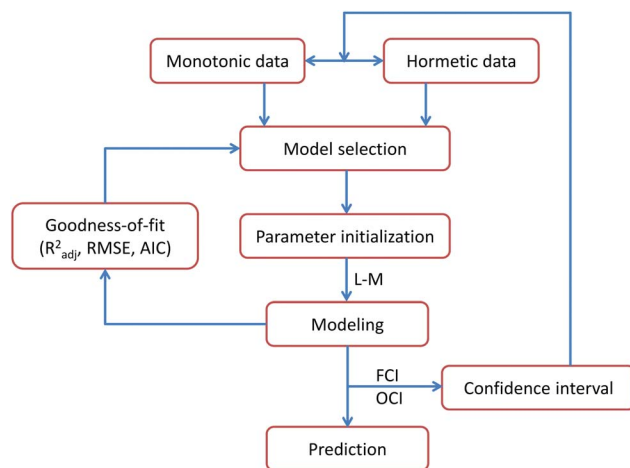 Monotonic data
Hormetic data
Model selection
Goodness-of-fit
(R²adj, RMSE, AIC)
Parameter initialization
L-M
Modeling
FCI
OCI
Confidence interval
Prediction